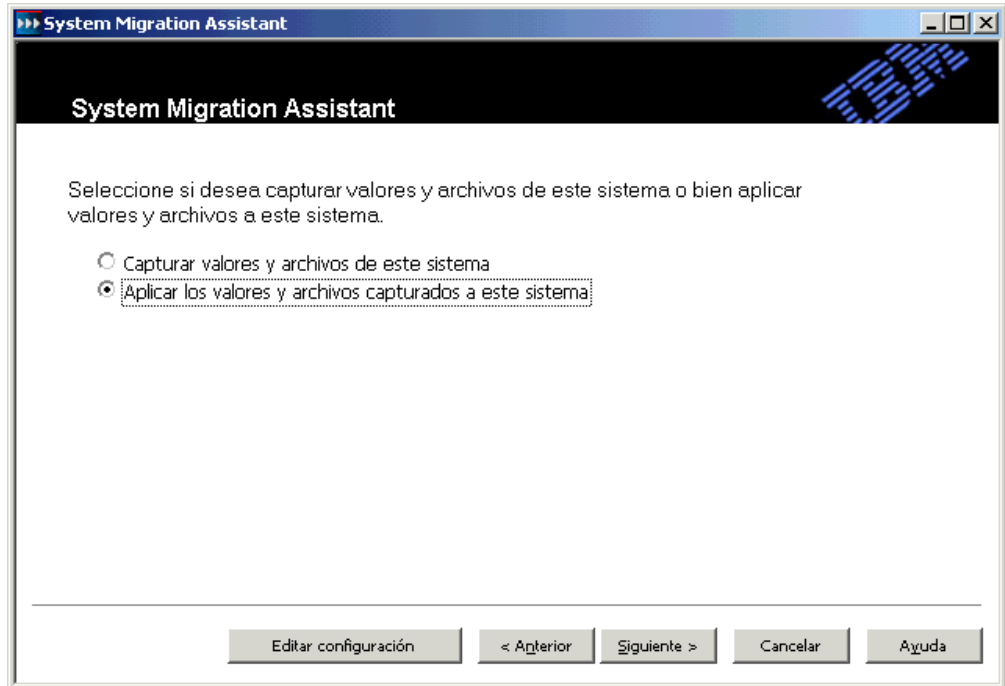 System Migration Assistant
IBM
System Migration Assistant
Seleccione si desea capturar valores y archivos de este sistema o bien aplicar
valores y archivos a este sistema.
Capturar valores y archivos de este sistema
Aplicar los valores y archivos capturados a este sistema
Editar configuración
< Anterior
Siguiente >
Cancelar
Ayuda